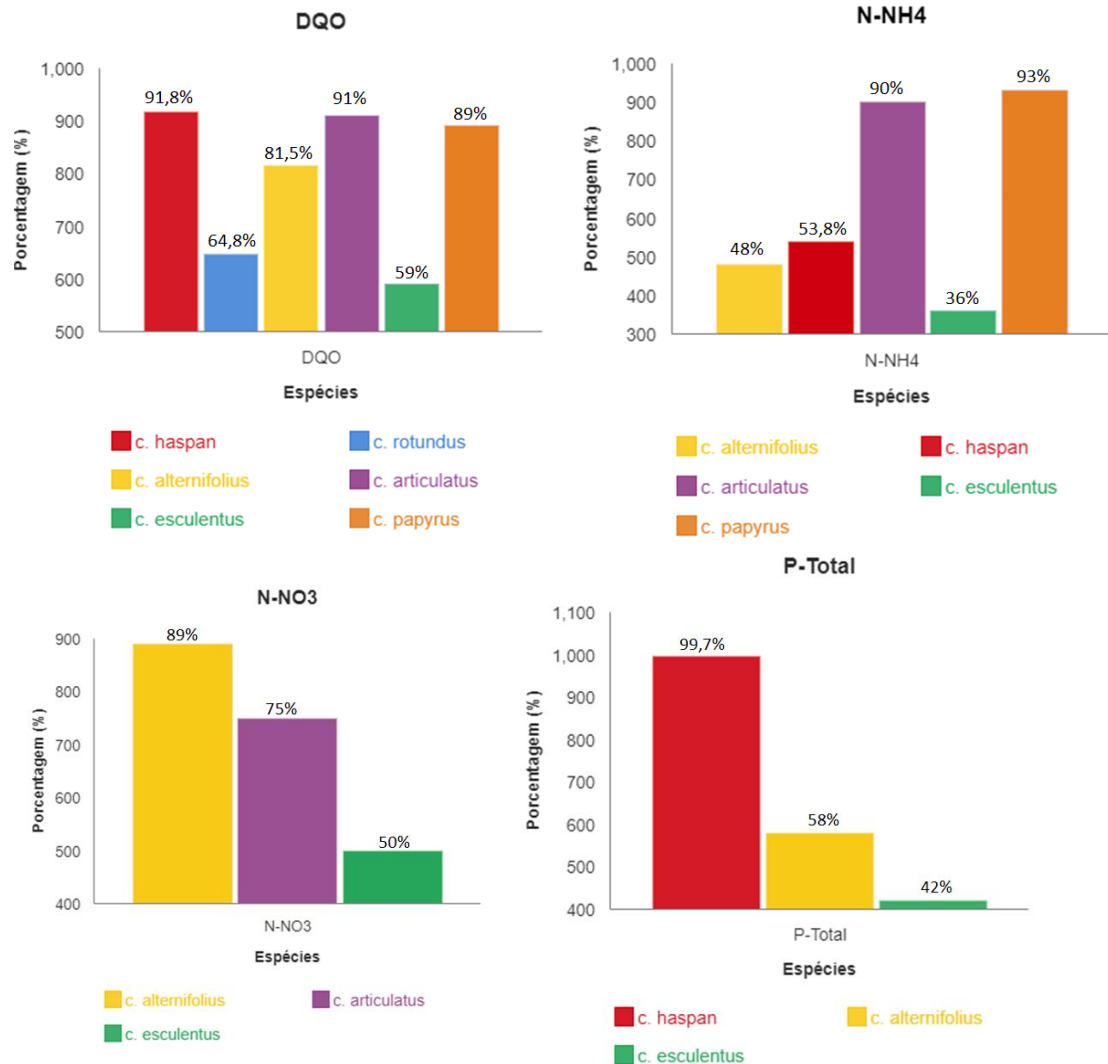 DQO
Porcentagem (%)
1,000
900
800
700
600
500
91,8%
64,8%
81,5%
91%
59%
89%
DQO
Espécies
c. haspan
c. rotundus
c. alternifolius
c. articulatus
c. esculentus
c. papyrus
N-NH4
Porcentagem (%)
1,000
900
800
700
600
500
400
300
48%
53,8%
90%
36%
93%
N-NH4
Espécies
c. alternifolius
c. haspan
c. articulatus
c. esculentus
c. papyrus
N-NO3
Porcentagem (%)
900
800
700
600
500
400
89%
75%
50%
N-NO3
Espécies
c. alternifolius
c. articulatus
c. esculentus
P-Total
Porcentagem (%)
1,100
1,000
900
800
700
600
500
400
99,7%
58%
42%
P-Total
Espécies
c. haspan
c. alternifolius
c. esculentus